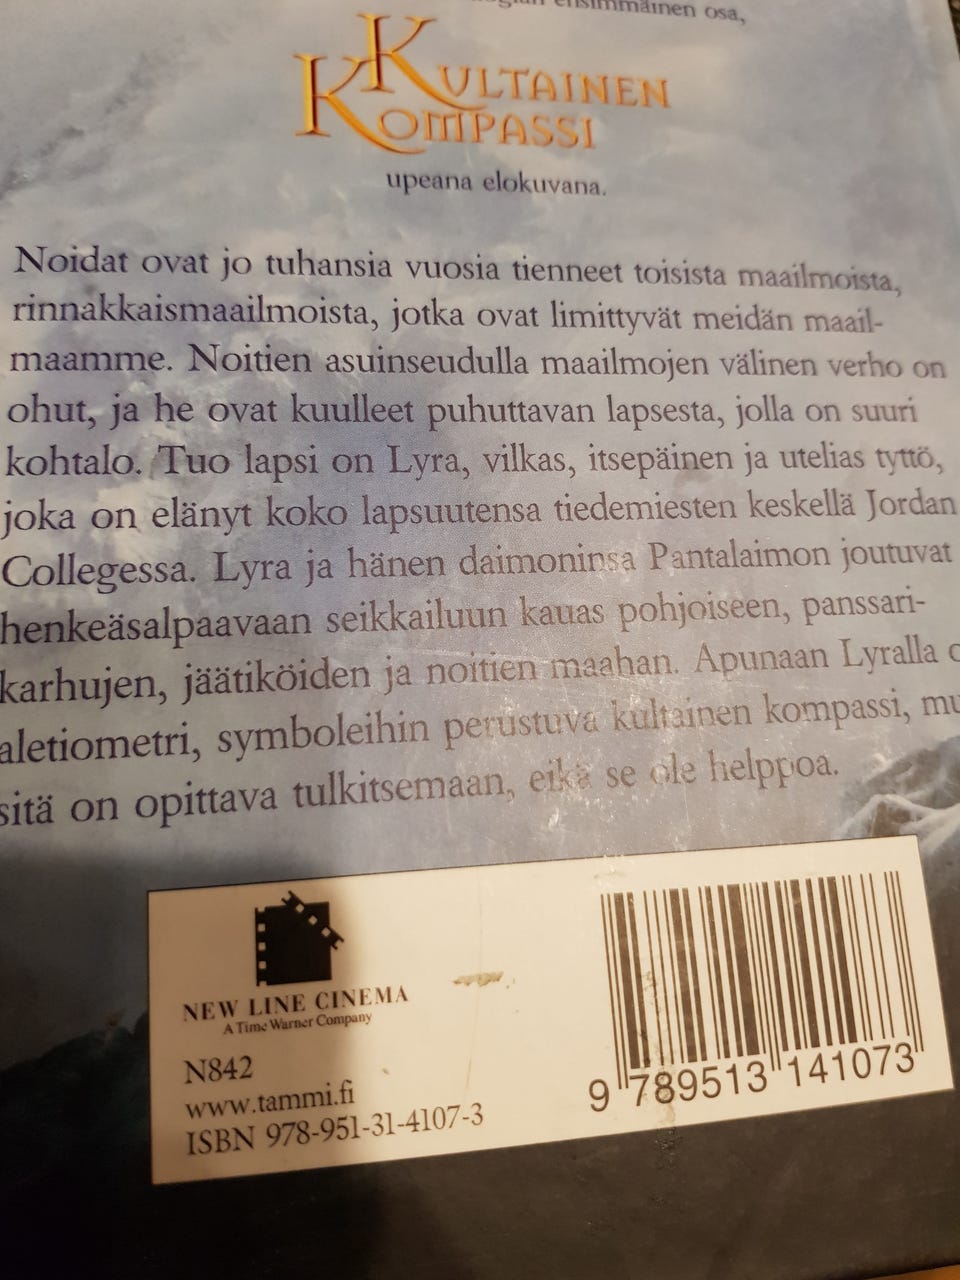 ensimmäinen osa,
KULTAINEN
KOMPASSI
upeana elokuvana.
Noidat ovat jo tuhansia vuosia tienneet toisista maailmoista,
rinnakkaismaailmoista, jotka ovat limittyvät meidän maail-
maamme. Noitien asuinseudulla maailmojen välinen verho on
ohut, ja he ovat kuulleet puhuttavan lapsesta, jolla on suuri
kohtalo. Tuo lapsi on Lyra, vilkas, itsepäinen ja utelias tyttö,
joka on elänyt koko lapsuutensa tiedemiesten keskellä Jordan
Collegessa. Lyra ja hänen daimoninsa Pantalaimon joutuvat
henkeäsalpaavaan seikkailuun kauas pohjoiseen, panssari-
karhujen, jäätiköiden ja noitien maahan. Apunaan Lyralla
aletiometri, symboleihin perustuva kultainen kompassi,
sitä on opittava tulkitsemaan, eikä se ole helppoa.
NEW LINE CINEMA
A Time Warner Company
N842
www.tammi.fi
ISBN 978-951-31-4107-3
9 789513 141073